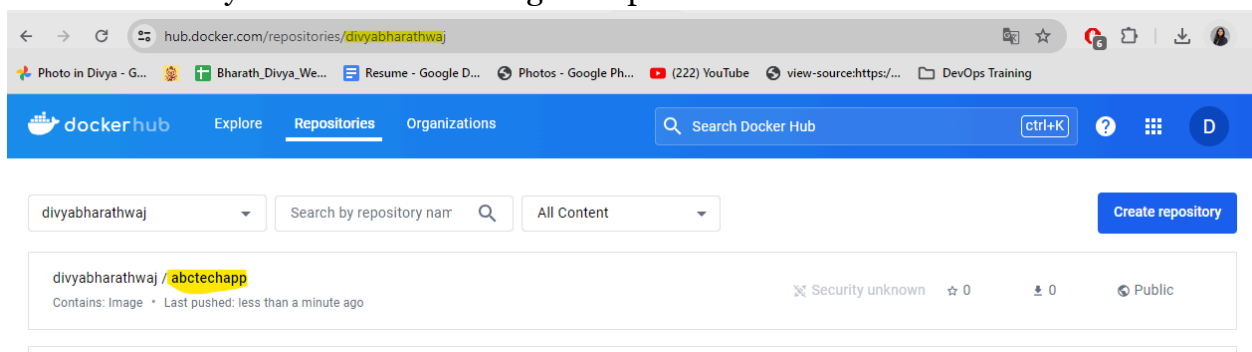 hub.docker.com/repositories/divyabharathwaj
6
Photo in Divya - G... Bharath_Divya_We... Resume - Google D... Photos - Google Ph... (222) YouTube view-source:https:/... DevOps Training
dockerhub Explore Repositories Organizations Search Docker Hub ctrl+K ? D
divyabharathwaj Search by repository nam All Content Create repository
divyabharathwaj / abctechapp
Contains: Image • Last pushed: less than a minute ago Security unknown 0 0 Public